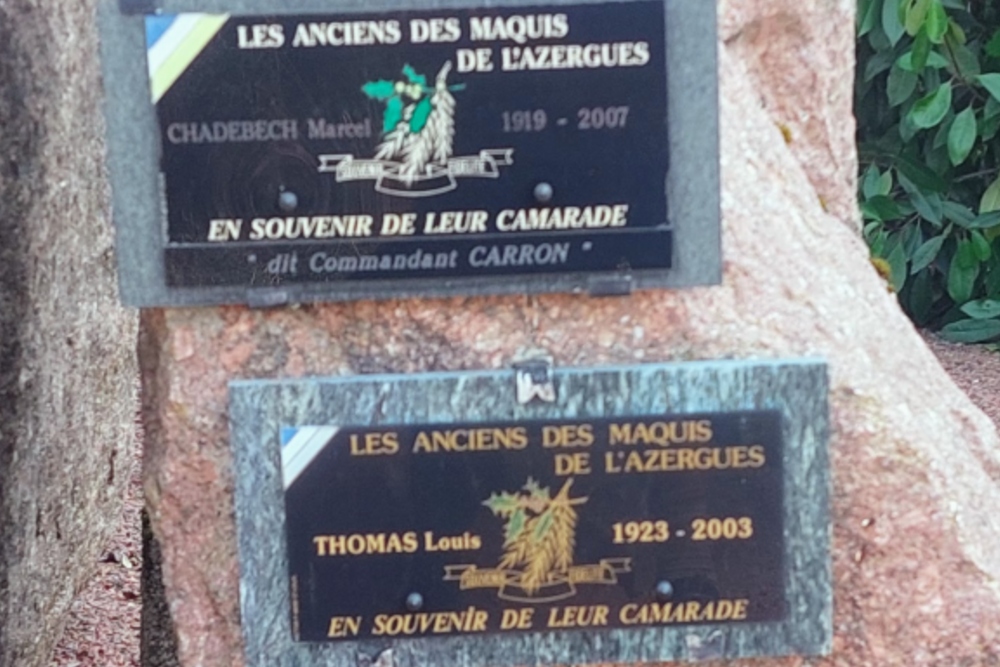 LES ANCIENS DES MAQUIS
DE L'AZERGUES
CHADEBECH Marcel 1919 - 2007
EN SOUVENIR DE LEUR CAMARADE
" dit Commandant CARRON "
LES ANCIENS DES MAQUIS
DE L'AZERGUES
THOMAS Louis 1923 - 2003
EN SOUVENIR DE LEUR CAMARADE